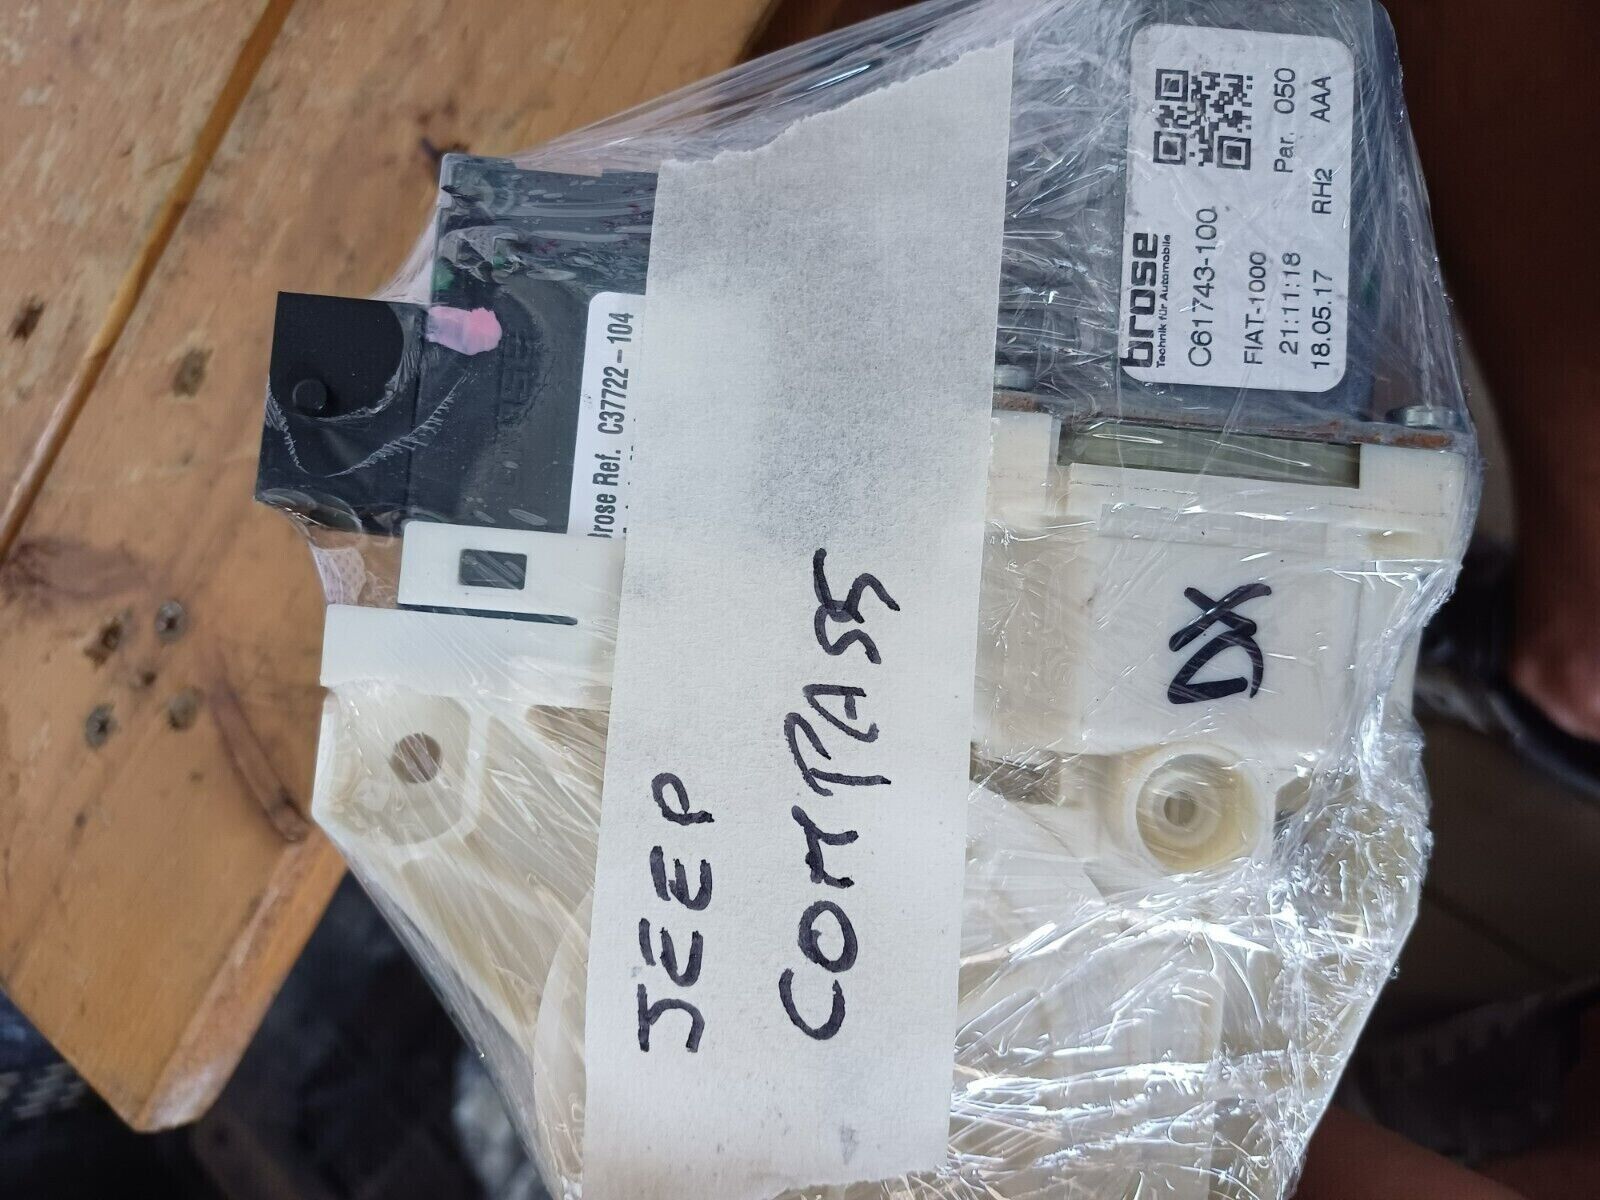 brose
Technik für Automobile
C61743-100
FIAT-1000 Par. 050
21:11:18
18.05.17 RH2 AAA
Ref. C37722-104
JEEP
COMPASS
DX